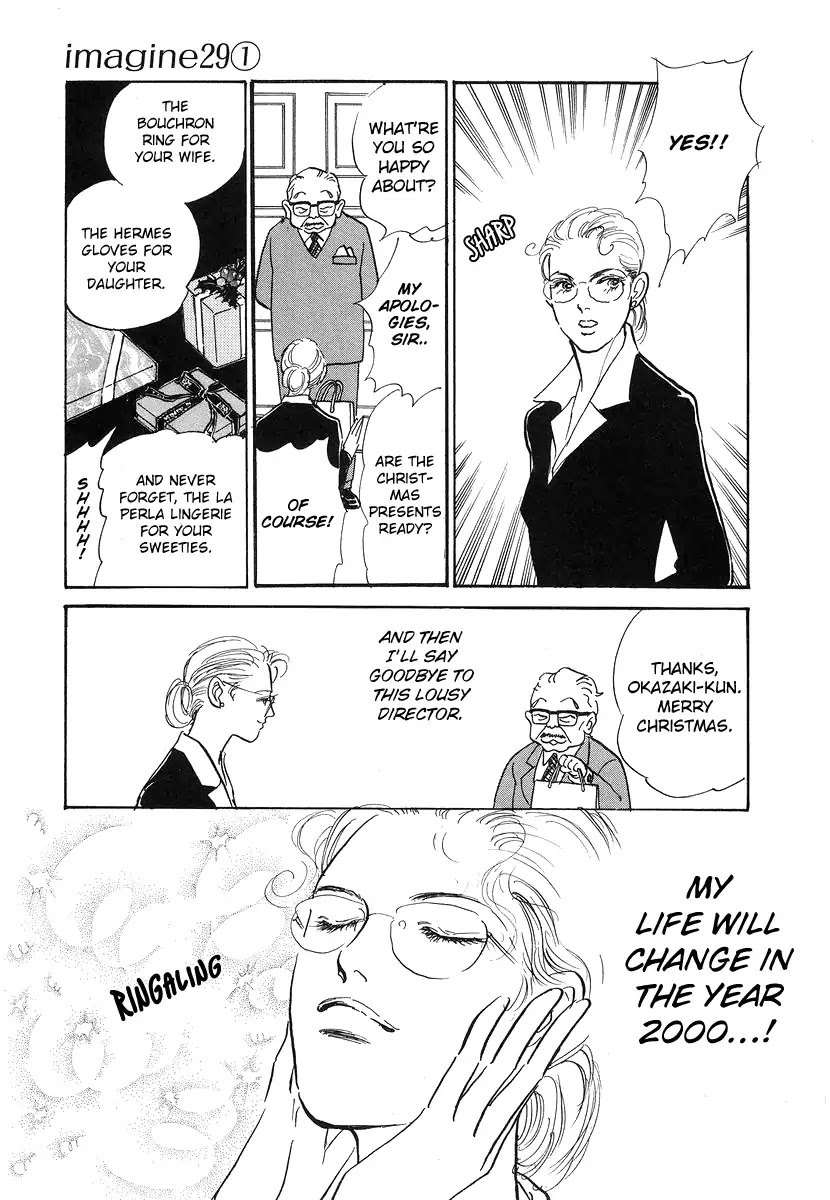 imagine29①
YES!!
SHARP
WHAT'RE
YOU SO
HAPPY
ABOUT?
MY
APOLO-
GIES,
SIR..
ARE THE
CHRIST-
MAS
PRESENTS
READY?
OF
COURSE!
THE
BOUCHRON
RING FOR
YOUR WIFE.
THE HERMES
GLOVES FOR
YOUR
DAUGHTER.
AND NEVER
FORGET, THE LA
PERLA LINGERIE
FOR YOUR
SWEETIES.
SHHHH!
THANKS,
OKAZAKI-KUN.
MERRY
CHRISTMAS.
AND THEN
I'LL SAY
GOODBYE TO
THIS LOUSY
DIRECTOR.
MY
LIFE WILL
CHANGE IN
THE YEAR
2000...!
RINGALING